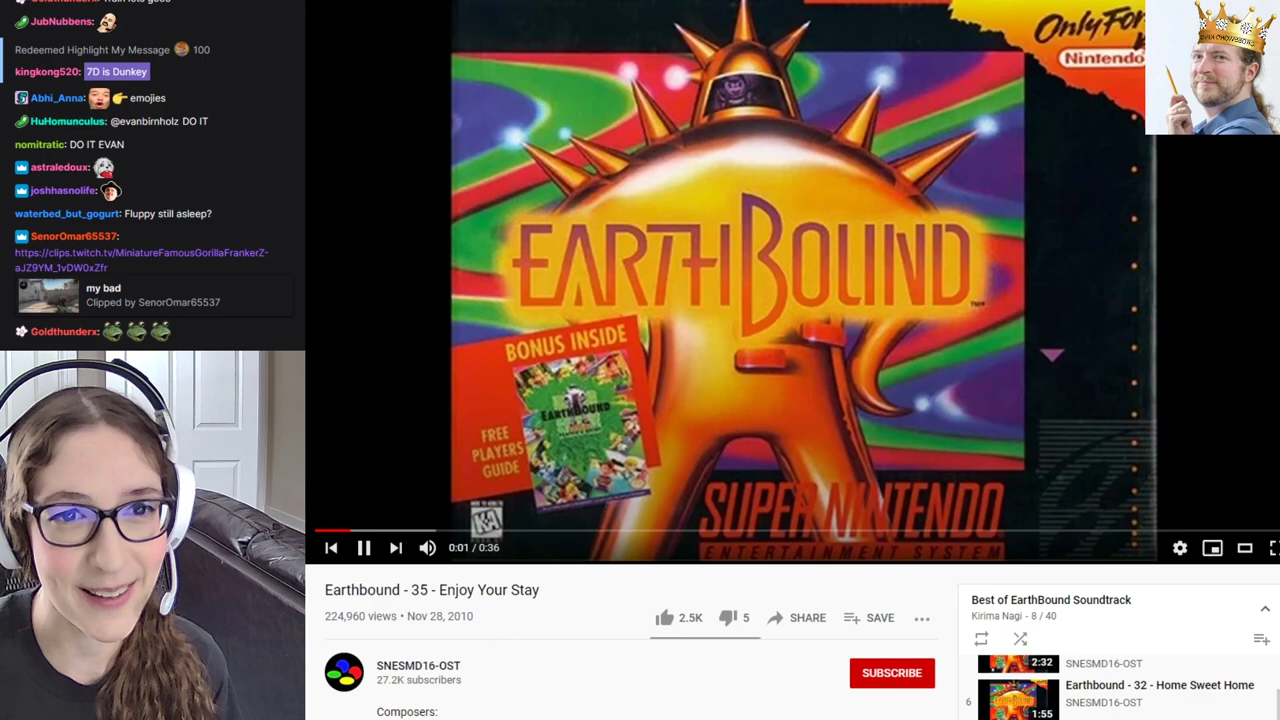 JubNubbens:
Redeemed Highlight My Message 100
kingkong520: 7D is Dunkey
Abhi_Anna: emojies
HuHomunculus: @evanbirnholz DO IT
nomitratic: DO IT EVAN
astraledoux:
joshhasnolife:
waterbed_but_gogurt: Fluppy still asleep?
SenorOmar65537:
https://clips.twitch.tv/MiniatureFamousGorillaFrankerZ-
aJZ9YM_1vDW0xZfr
my bad
Clipped by SenorOmar65537
Goldthunderx:
Only For
Nintendo
EARTHBOUND
TM
BONUS INSIDE
EARTHBOUND
FREE
PLAYERS
GUIDE
KA
SUPER NINTENDO
ENTERTAINMENT SYSTEM
0:01 / 0:36
Earthbound - 35 - Enjoy Your Stay
224,960 views • Nov 28, 2010
2.5K
5
SHARE
SAVE
SNESMD16-OST
27.2K subscribers
SUBSCRIBE
Composers:
Best of EarthBound Soundtrack
Kirima Nagi - 8 / 40
2:32
SNESMD16-OST
6
Earthbound - 32 - Home Sweet Home
1:55
SNESMD16-OST